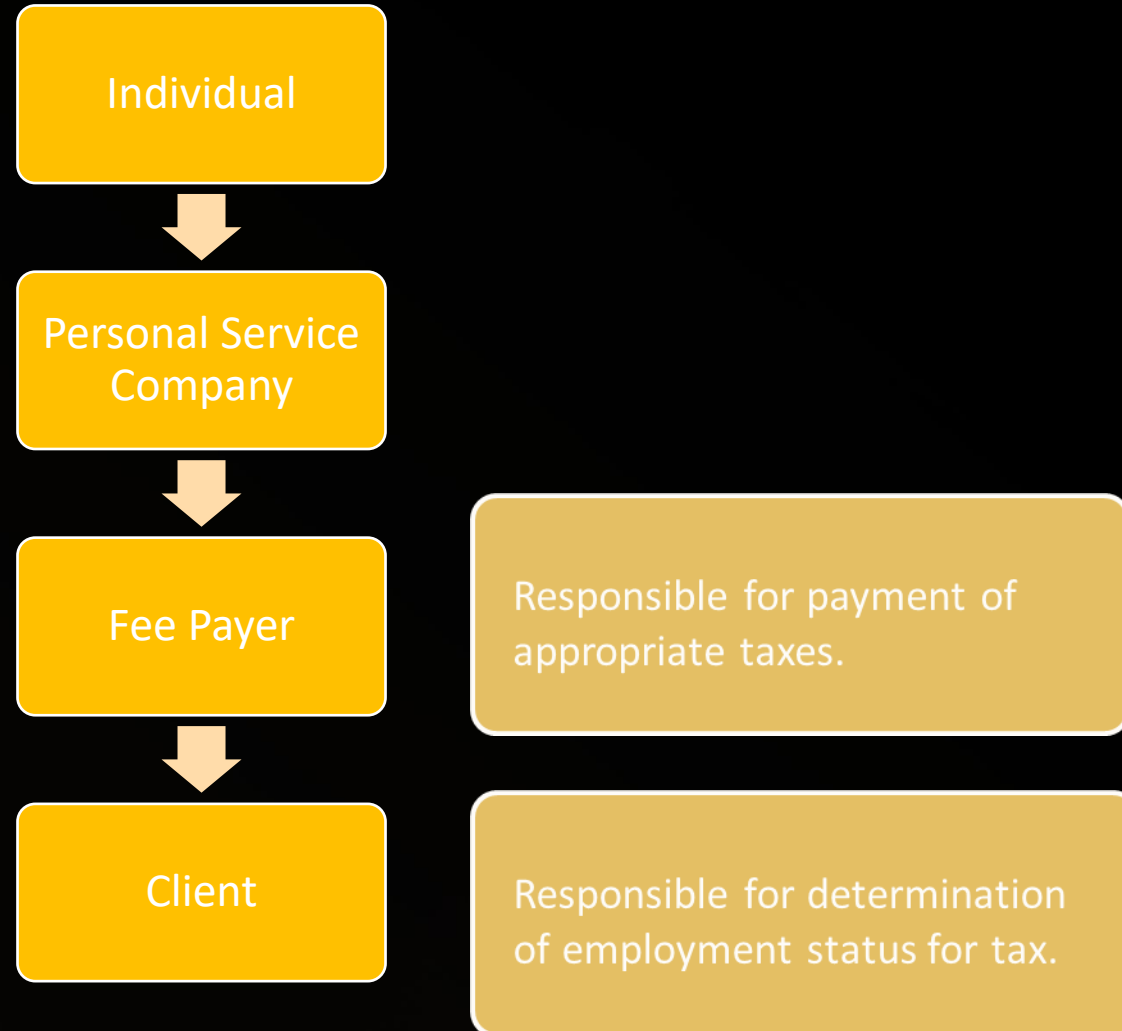 Individual
Personal Service
Company
Fee Payer
Responsible for payment of
appropriate taxes.
Client
Responsible for determination
of employment status for tax.